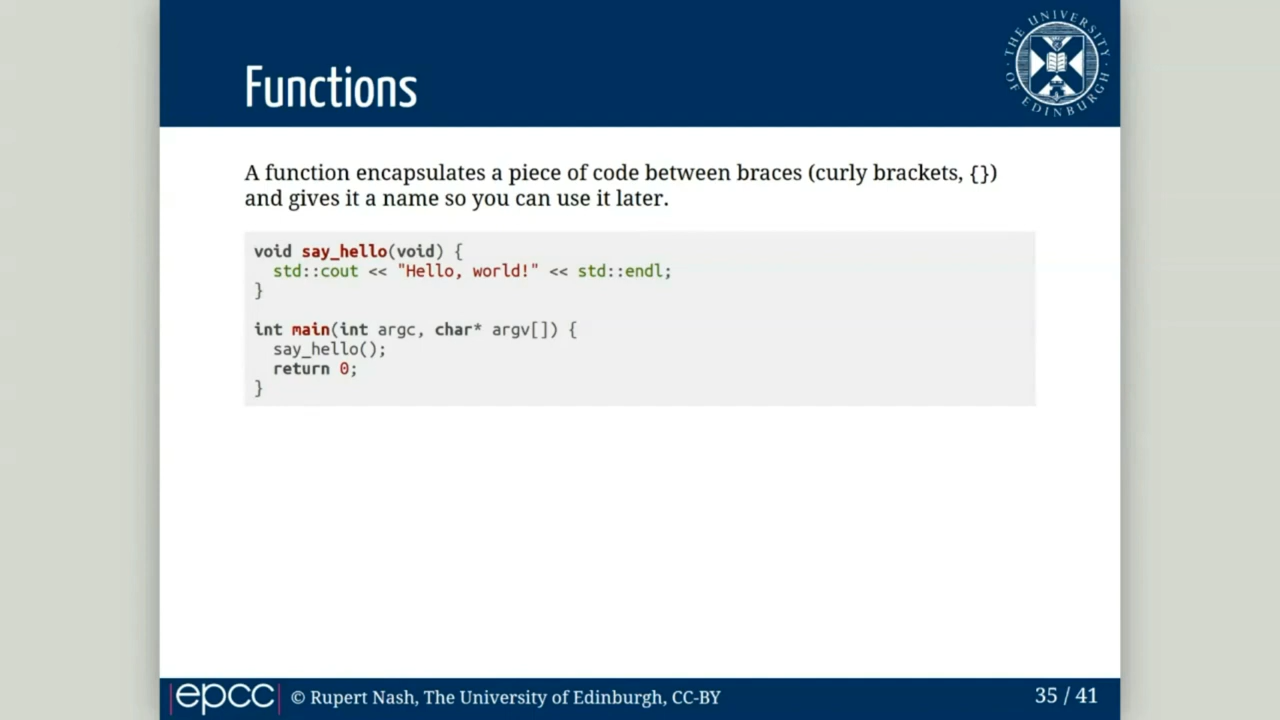 Functions
THE UNIVERSITY OF EDINBURGH
A function encapsulates a piece of code between braces (curly brackets, {})
and gives it a name so you can use it later.
void say_hello(void) {
  std::cout << "Hello, world!" << std::endl;
}
int main(int argc, char* argv[]) {
  say_hello();
  return 0;
}
epcc
© Rupert Nash, The University of Edinburgh, CC-BY
35 / 41